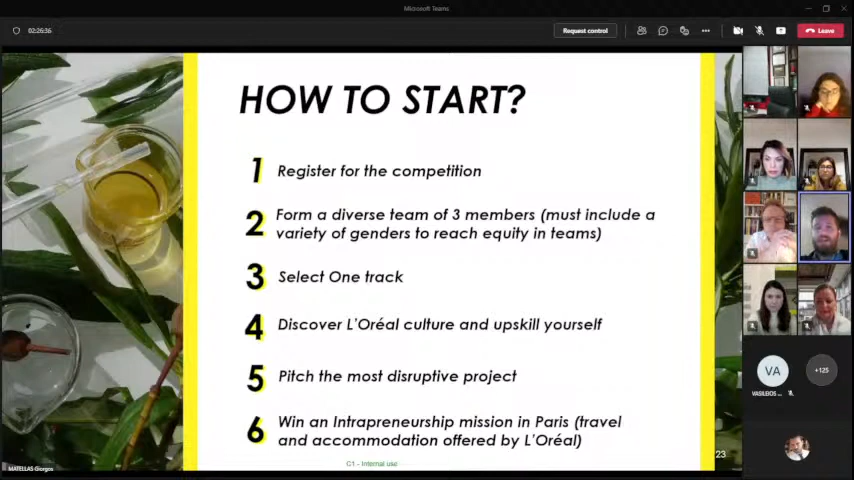 Microsoft Teams
02:26:36
Request control
Leave
HOW TO START?
1 Register for the competition
2 Form a diverse team of 3 members (must include a
variety of genders to reach equity in teams)
3 Select One track
4 Discover L'Oréal culture and upskill yourself
5 Pitch the most disruptive project
6 Win an Intrapreneurship mission in Paris (travel
and accommodation offered by L'Oréal)
C1 - Internal use
23
VA
+125
VASILEIOS ...
MATELLAS Giorgos